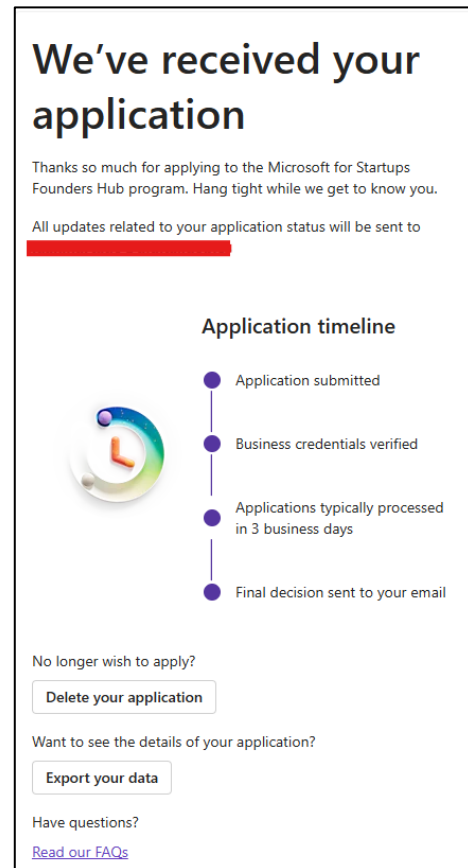 We’ve received your
application
Thanks so much for applying to the Microsoft for Startups
Founders Hub program. Hang tight while we get to know you.
All updates related to your application status will be sent to
Application timeline
Application submitted
Business credentials verified
Applications typically processed
in 3 business days
Final decision sent to your email
No longer wish to apply?
Delete your application
Want to see the details of your application?
Export your data
Have questions?
Read our FAQs